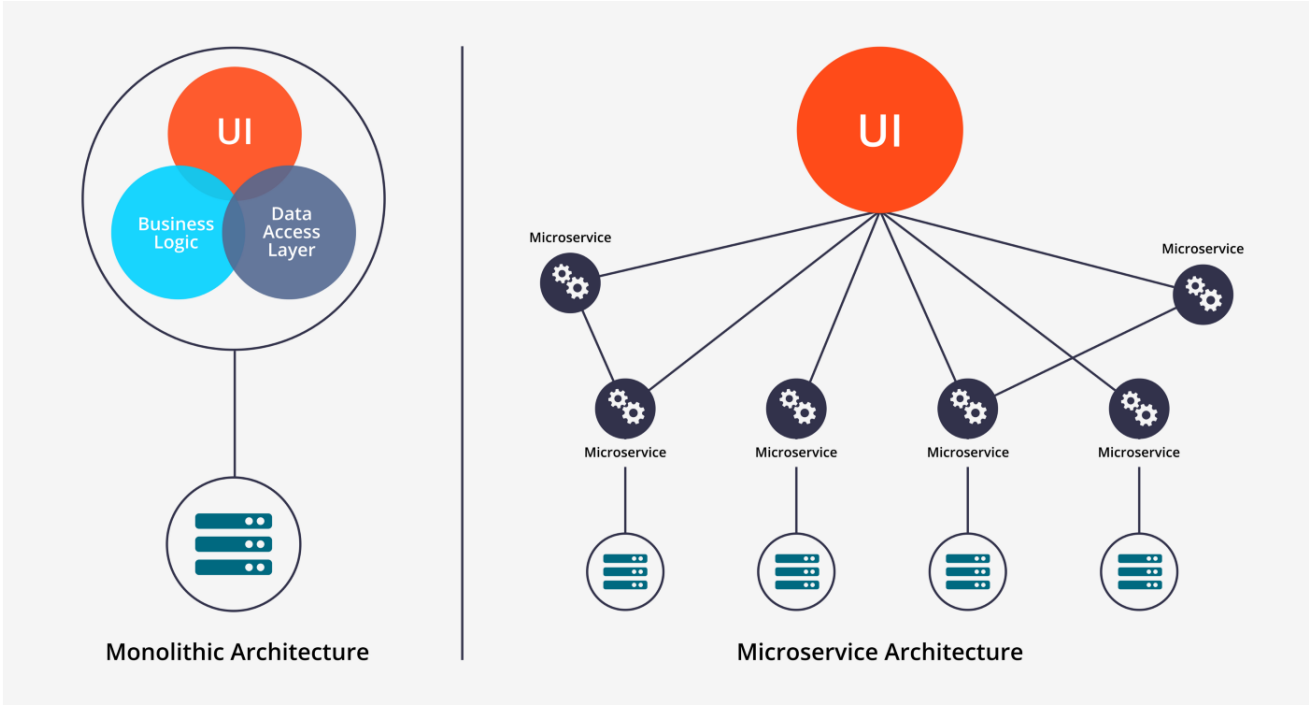 UI
Business
Logic
Data
Access
Layer
Monolithic Architecture
UI
Microservice
Microservice
Microservice
Microservice
Microservice
Microservice
Microservice Architecture